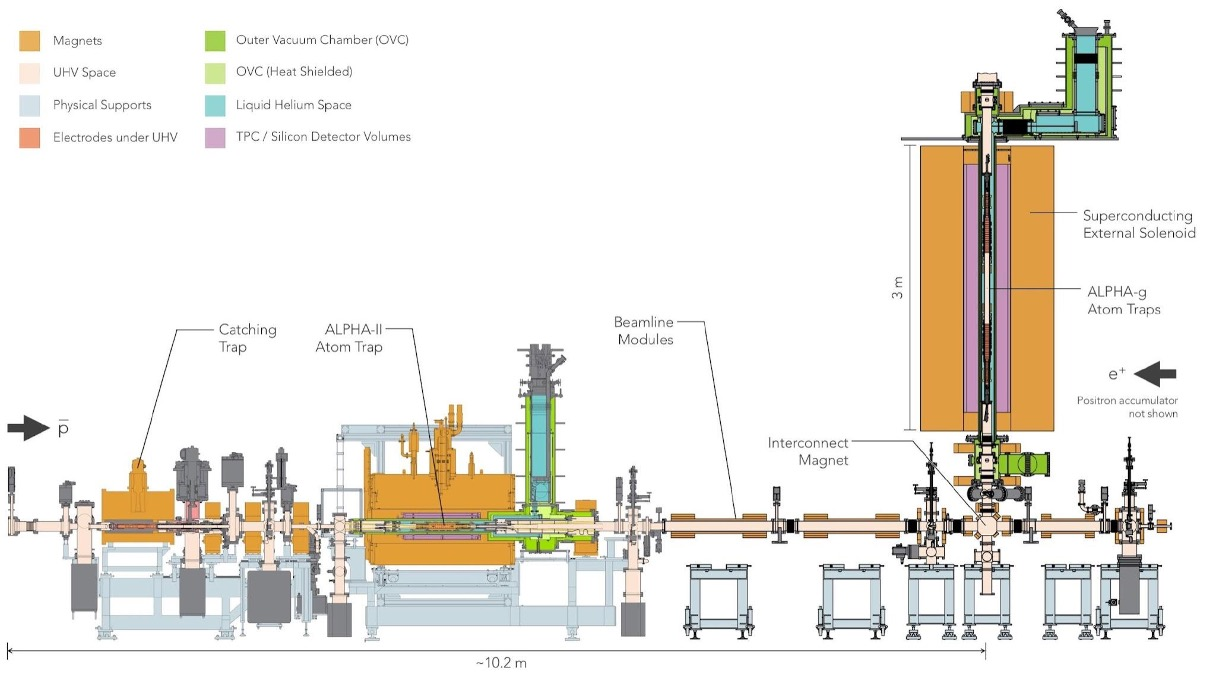 Magnets
UHV Space
Physical Supports
Electrodes under UHV
Outer Vacuum Chamber (OVC)
OVC (Heat Shielded)
Liquid Helium Space
TPC / Silicon Detector Volumes
Superconducting
External Solenoid
3 m
ALPHA-g
Atom Traps
Catching
Trap
ALPHA-II
Atom Trap
Beamline
Modules
e⁺
Positron accumulator
not shown
p̅
Interconnect
Magnet
~10.2 m